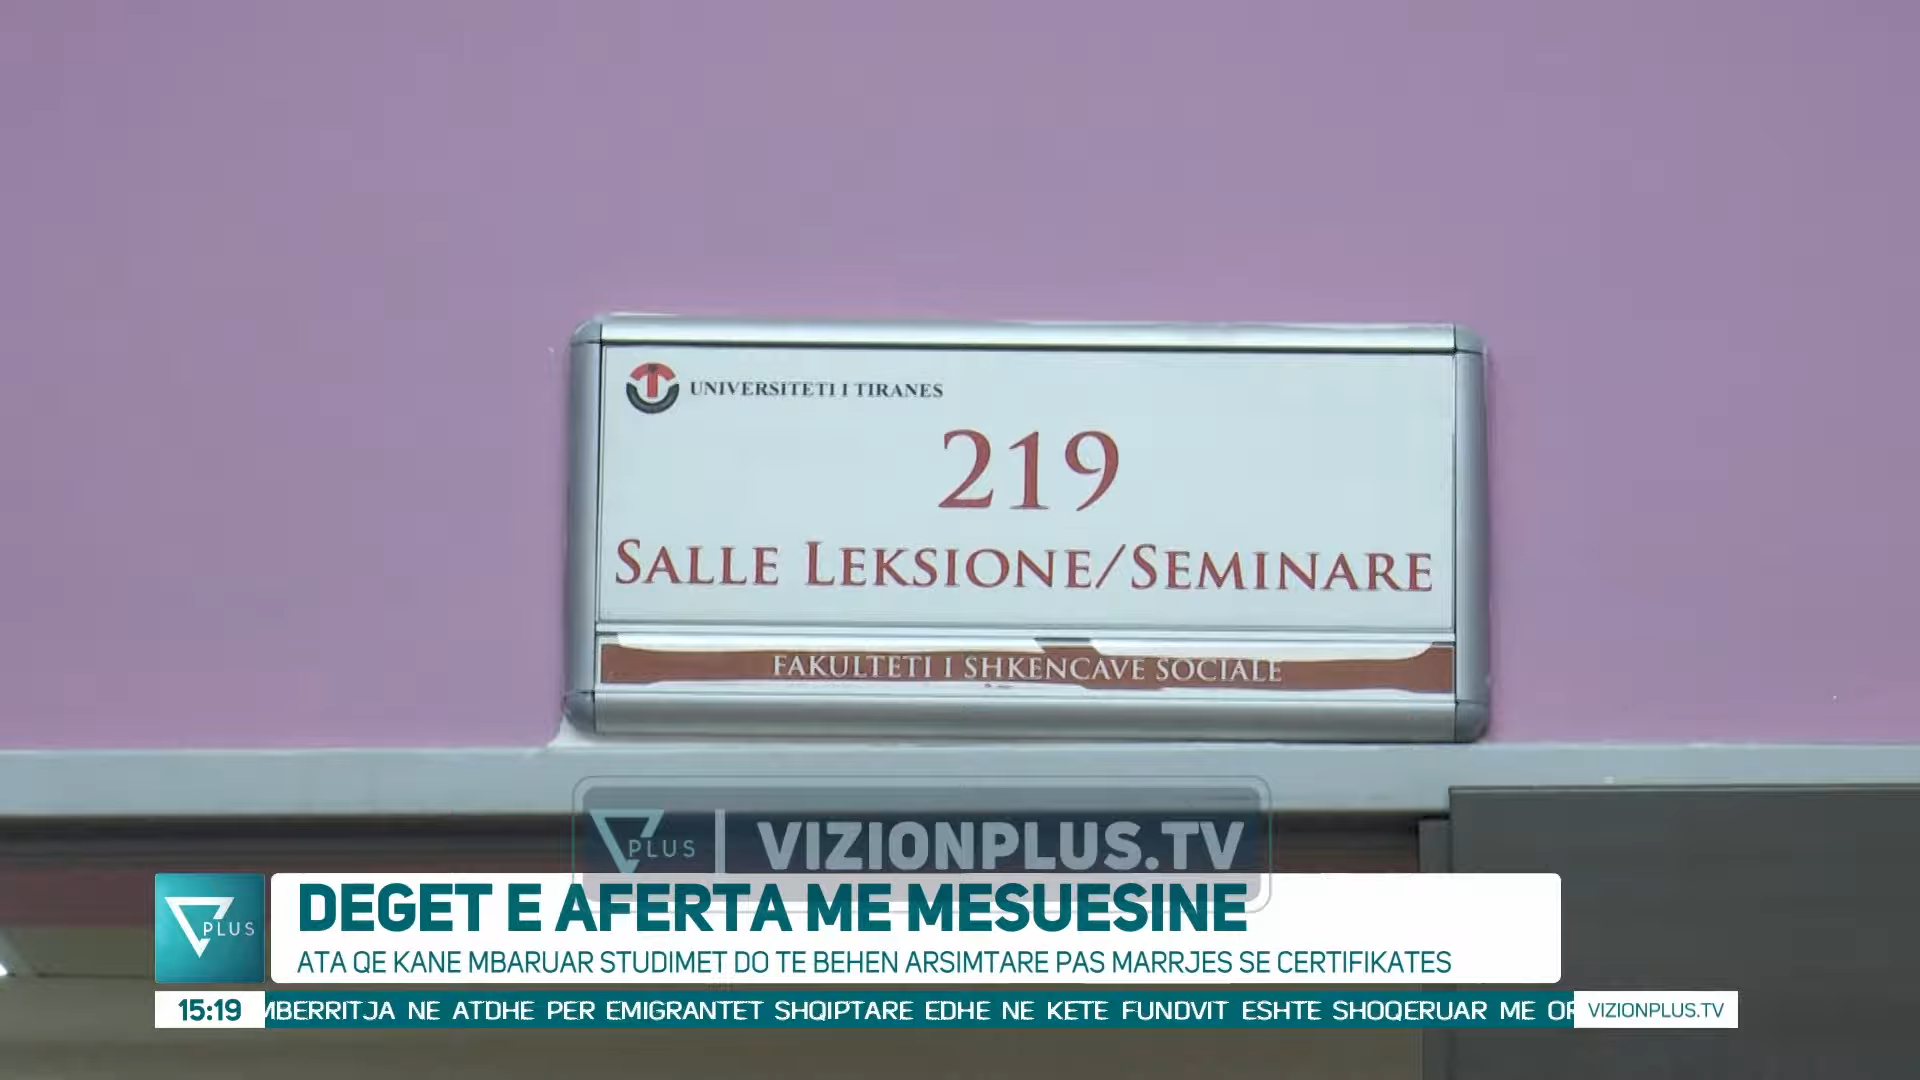 UNIVERSITETI I TIRANES
219
SALLE LEKSIONE/SEMINARE
FAKULTETI I SHKENCAVE SOCIALE
PLUS | VIZIONPLUS.TV
PLUS
DEGET E AFERTA ME MESUESINE
ATA QE KANE MBARUAR STUDIMET DO TE BEHEN ARSIMTARE PAS MARRJES SE CERTIFIKATES
15:19 MBERRITJA NE ATDHE PER EMIGRANTET SHQIPTARE EDHE NE KETE FUNDVIT ESHTE SHOQERUAR ME VIZIONPLUS.TV